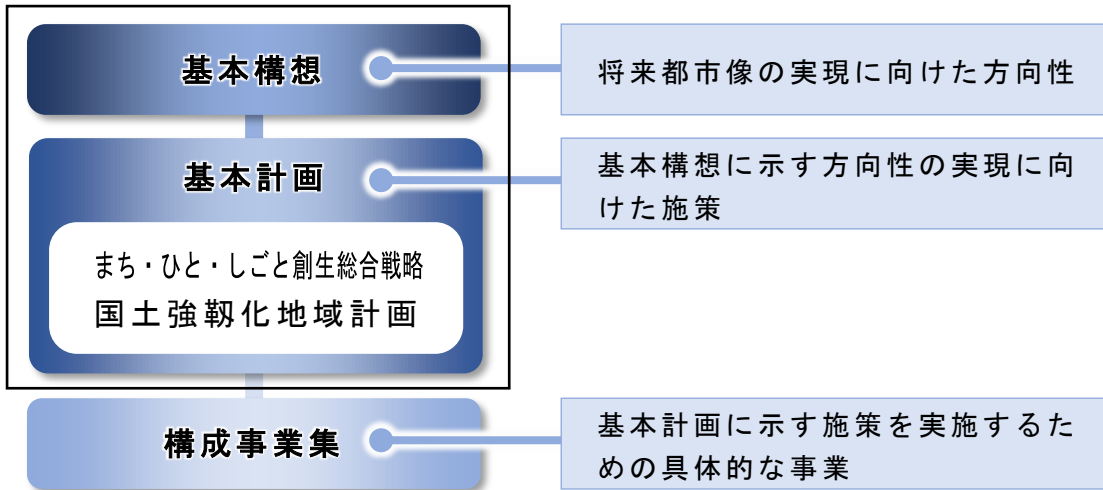 基本構想
将来都市像の実現に向けた方向性
基本計画
基本構想に示す方向性の実現に向
けた施策
まち・ひと・しごと創生総合戦略
国土強靱化地域計画
構成事業集
基本計画に示す施策を実施するた
めの具体的な事業